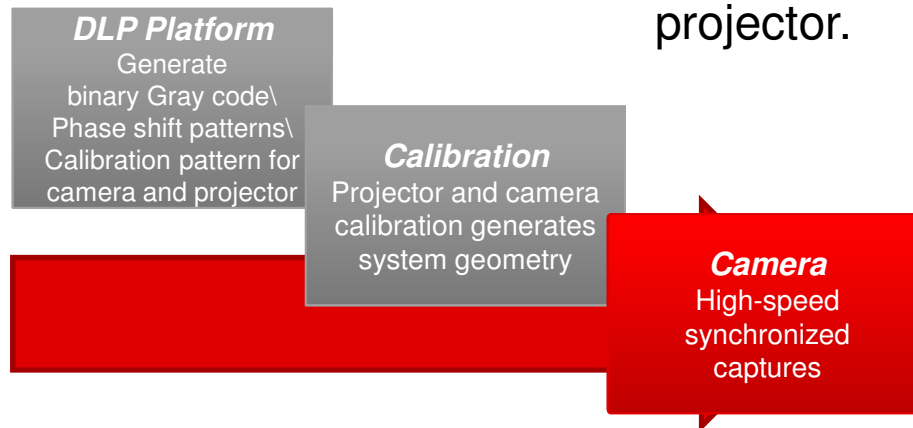 projector.
DLP Platform
Generate
binary Gray code\
Phase shift patterns\
Calibration pattern for
camera and projector
Calibration
Projector and camera
calibration generates
system geometry
Camera
High-speed
synchronized
captures